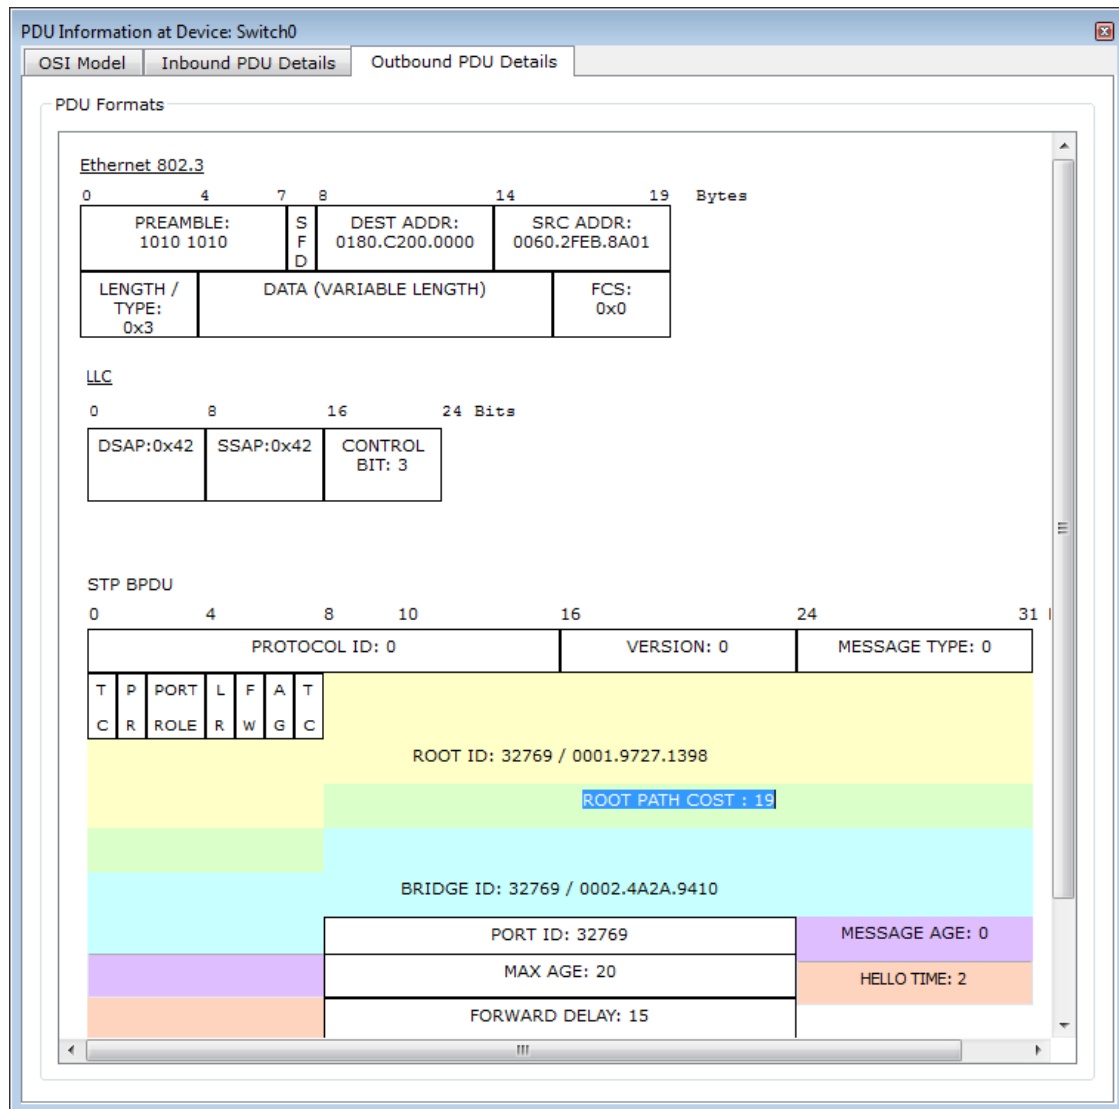 PDU Information at Device: Switch0
OSI Model Inbound PDU Details Outbound PDU Details
PDU Formats
Ethernet 802.3
0 4 7 8 14 19 Bytes
PREAMBLE:
1010 1010
S
F
D
DEST ADDR:
0180.C200.0000
SRC ADDR:
0060.2FEB.8A01
LENGTH /
TYPE:
0x3
DATA (VARIABLE LENGTH)
FCS:
0x0
LLC
0 8 16 24 Bits
DSAP:0x42 SSAP:0x42 CONTROL
BIT: 3
STP BPDU
0 4 8 10 16 24 31
PROTOCOL ID: 0 VERSION: 0 MESSAGE TYPE: 0
T P PORT L F A T
C R ROLE R W G C
ROOT ID: 32769 / 0001.9727.1398
ROOT PATH COST : 19
BRIDGE ID: 32769 / 0002.4A2A.9410
PORT ID: 32769 MESSAGE AGE: 0
MAX AGE: 20 HELLO TIME: 2
FORWARD DELAY: 15